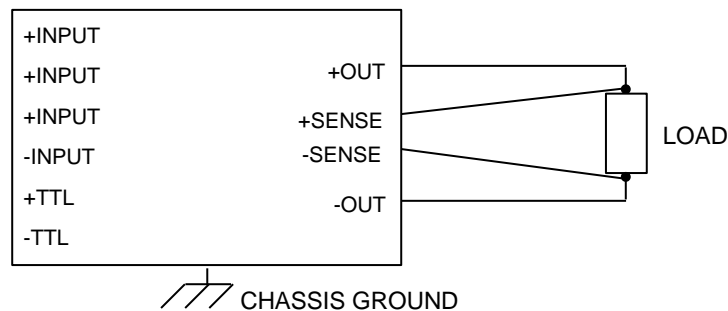 +INPUT
+INPUT
+INPUT
-INPUT
+TTL
-TTL
+OUT
+SENSE
-SENSE
-OUT
LOAD
CHASSIS GROUND